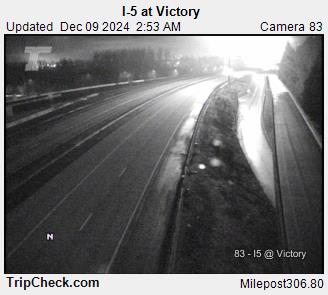 I-5 at Victory
Updated Dec 09 2024 2:53 AM Camera 83
T
N
83 - I5 @ Victory
TripCheck.com Milepost306.80